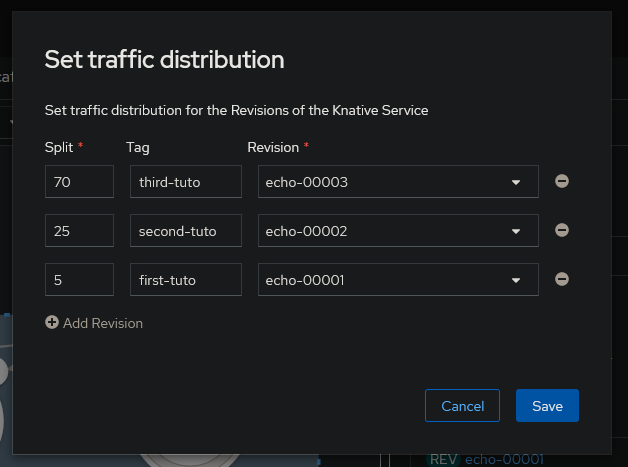 Set traffic distribution
Set traffic distribution for the Revisions of the Knative Service
Split * Tag Revision *
70 third-tuto echo-00003
25 second-tuto echo-00002
5 first-tuto echo-00001
Add Revision
Cancel Save
REV echo-00001